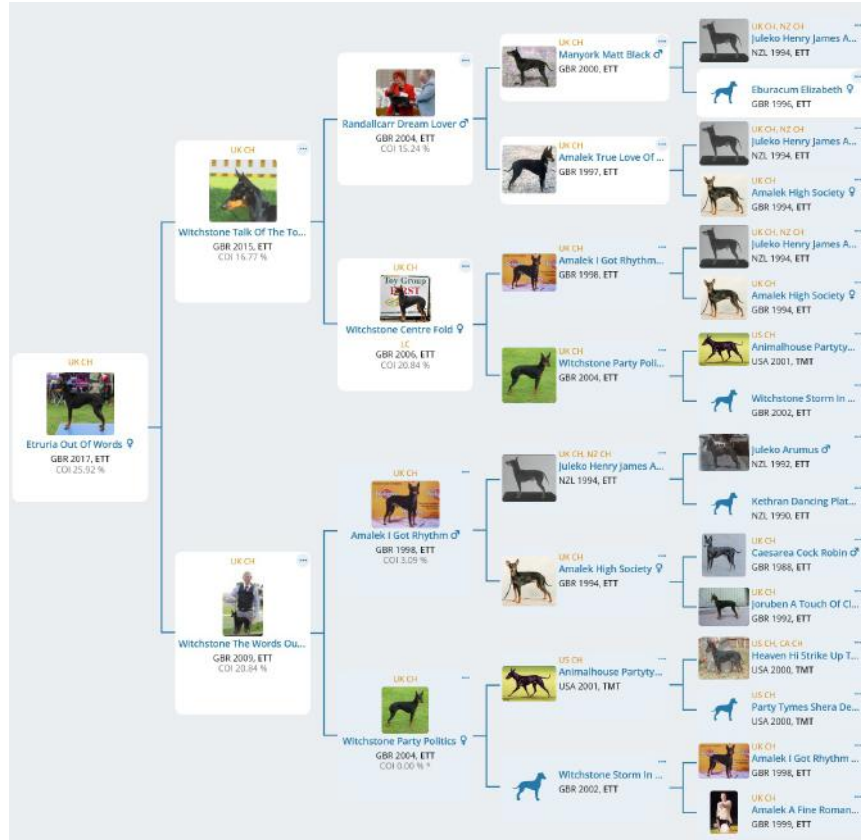 UK CH
Etruria Out Of Words ♀
GBR 2017, ETT
COI 25.92 %
UK CH
Witchstone Talk Of The To...
GBR 2015, ETT
COI 16.77 %
UK CH
Witchstone The Words Ou...
GBR 2009, ETT
COI 20.84 %
Randallcarr Dream Lover ♂
GBR 2004, ETT
COI 15.24 %
UK CH
Toy Group
FIRST
Witchstone Centre Fold ♀
LC
GBR 2006, ETT
COI 20.84 %
UK CH
Amalek I Got Rhythm ♂
GBR 1998, ETT
COI 3.09 %
UK CH
Witchstone Party Politics ♀
GBR 2004, ETT
COI 0.00 % *
UK CH
Manyork Matt Black ♂
GBR 2000, ETT
UK CH
Amalek True Love Of ...
GBR 1997, ETT
UK CH
Amalek I Got Rhythm...
GBR 1998, ETT
UK CH
Witchstone Party Poli...
GBR 2004, ETT
UK CH, NZ CH
Juleko Henry James A...
NZL 1994, ETT
UK CH
Amalek High Society ♀
GBR 1994, ETT
US CH
Animalhouse Partyty...
USA 2001, TMT
Witchstone Storm In ...
GBR 2002, ETT
UK CH, NZ CH
Juleko Henry James A...
NZL 1994, ETT
Eburacum Elizabeth ♀
GBR 1996, ETT
UK CH, NZ CH
Juleko Henry James A...
NZL 1994, ETT
UK CH
Amalek High Society ♀
GBR 1994, ETT
UK CH, NZ CH
Juleko Henry James A...
NZL 1994, ETT
UK CH
Amalek High Society ♀
GBR 1994, ETT
US CH
Animalhouse Partyty...
USA 2001, TMT
Witchstone Storm In ...
GBR 2002, ETT
Juleko Arumus ♂
NZL 1992, ETT
Kethran Dancing Plat...
NZL 1990, ETT
UK CH
Caesarea Cock Robin ♂
GBR 1988, ETT
UK CH
Joruben A Touch Of Cl...
GBR 1992, ETT
US CH, CA CH
Heaven Hi Strike Up T...
USA 2000, TMT
US CH
Party Tymes Shera De...
USA 2000, TMT
UK CH
Amalek I Got Rhythm ...
GBR 1998, ETT
UK CH
Amalek A Fine Roman...
GBR 1999, ETT